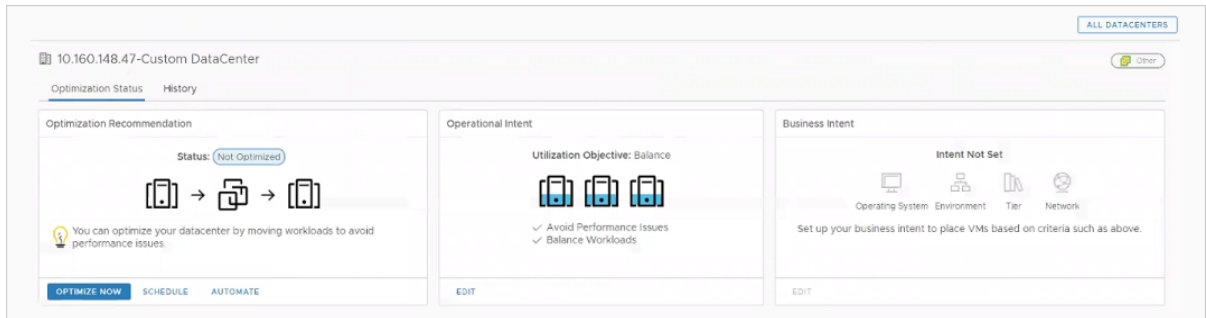 ALL DATACENTERS
10.160.148.47-Custom DataCenter
Other
Optimization Status History
Optimization Recommendation
Status: Not Optimized
You can optimize your datacenter by moving workloads to avoid
performance issues.
OPTIMIZE NOW SCHEDULE AUTOMATE
Operational Intent
Utilization Objective: Balance
Avoid Performance Issues
Balance Workloads
EDIT
Business Intent
Intent Not Set
Operating System Environment Tier Network
Set up your business intent to place VMs based on criteria such as above.
EDIT